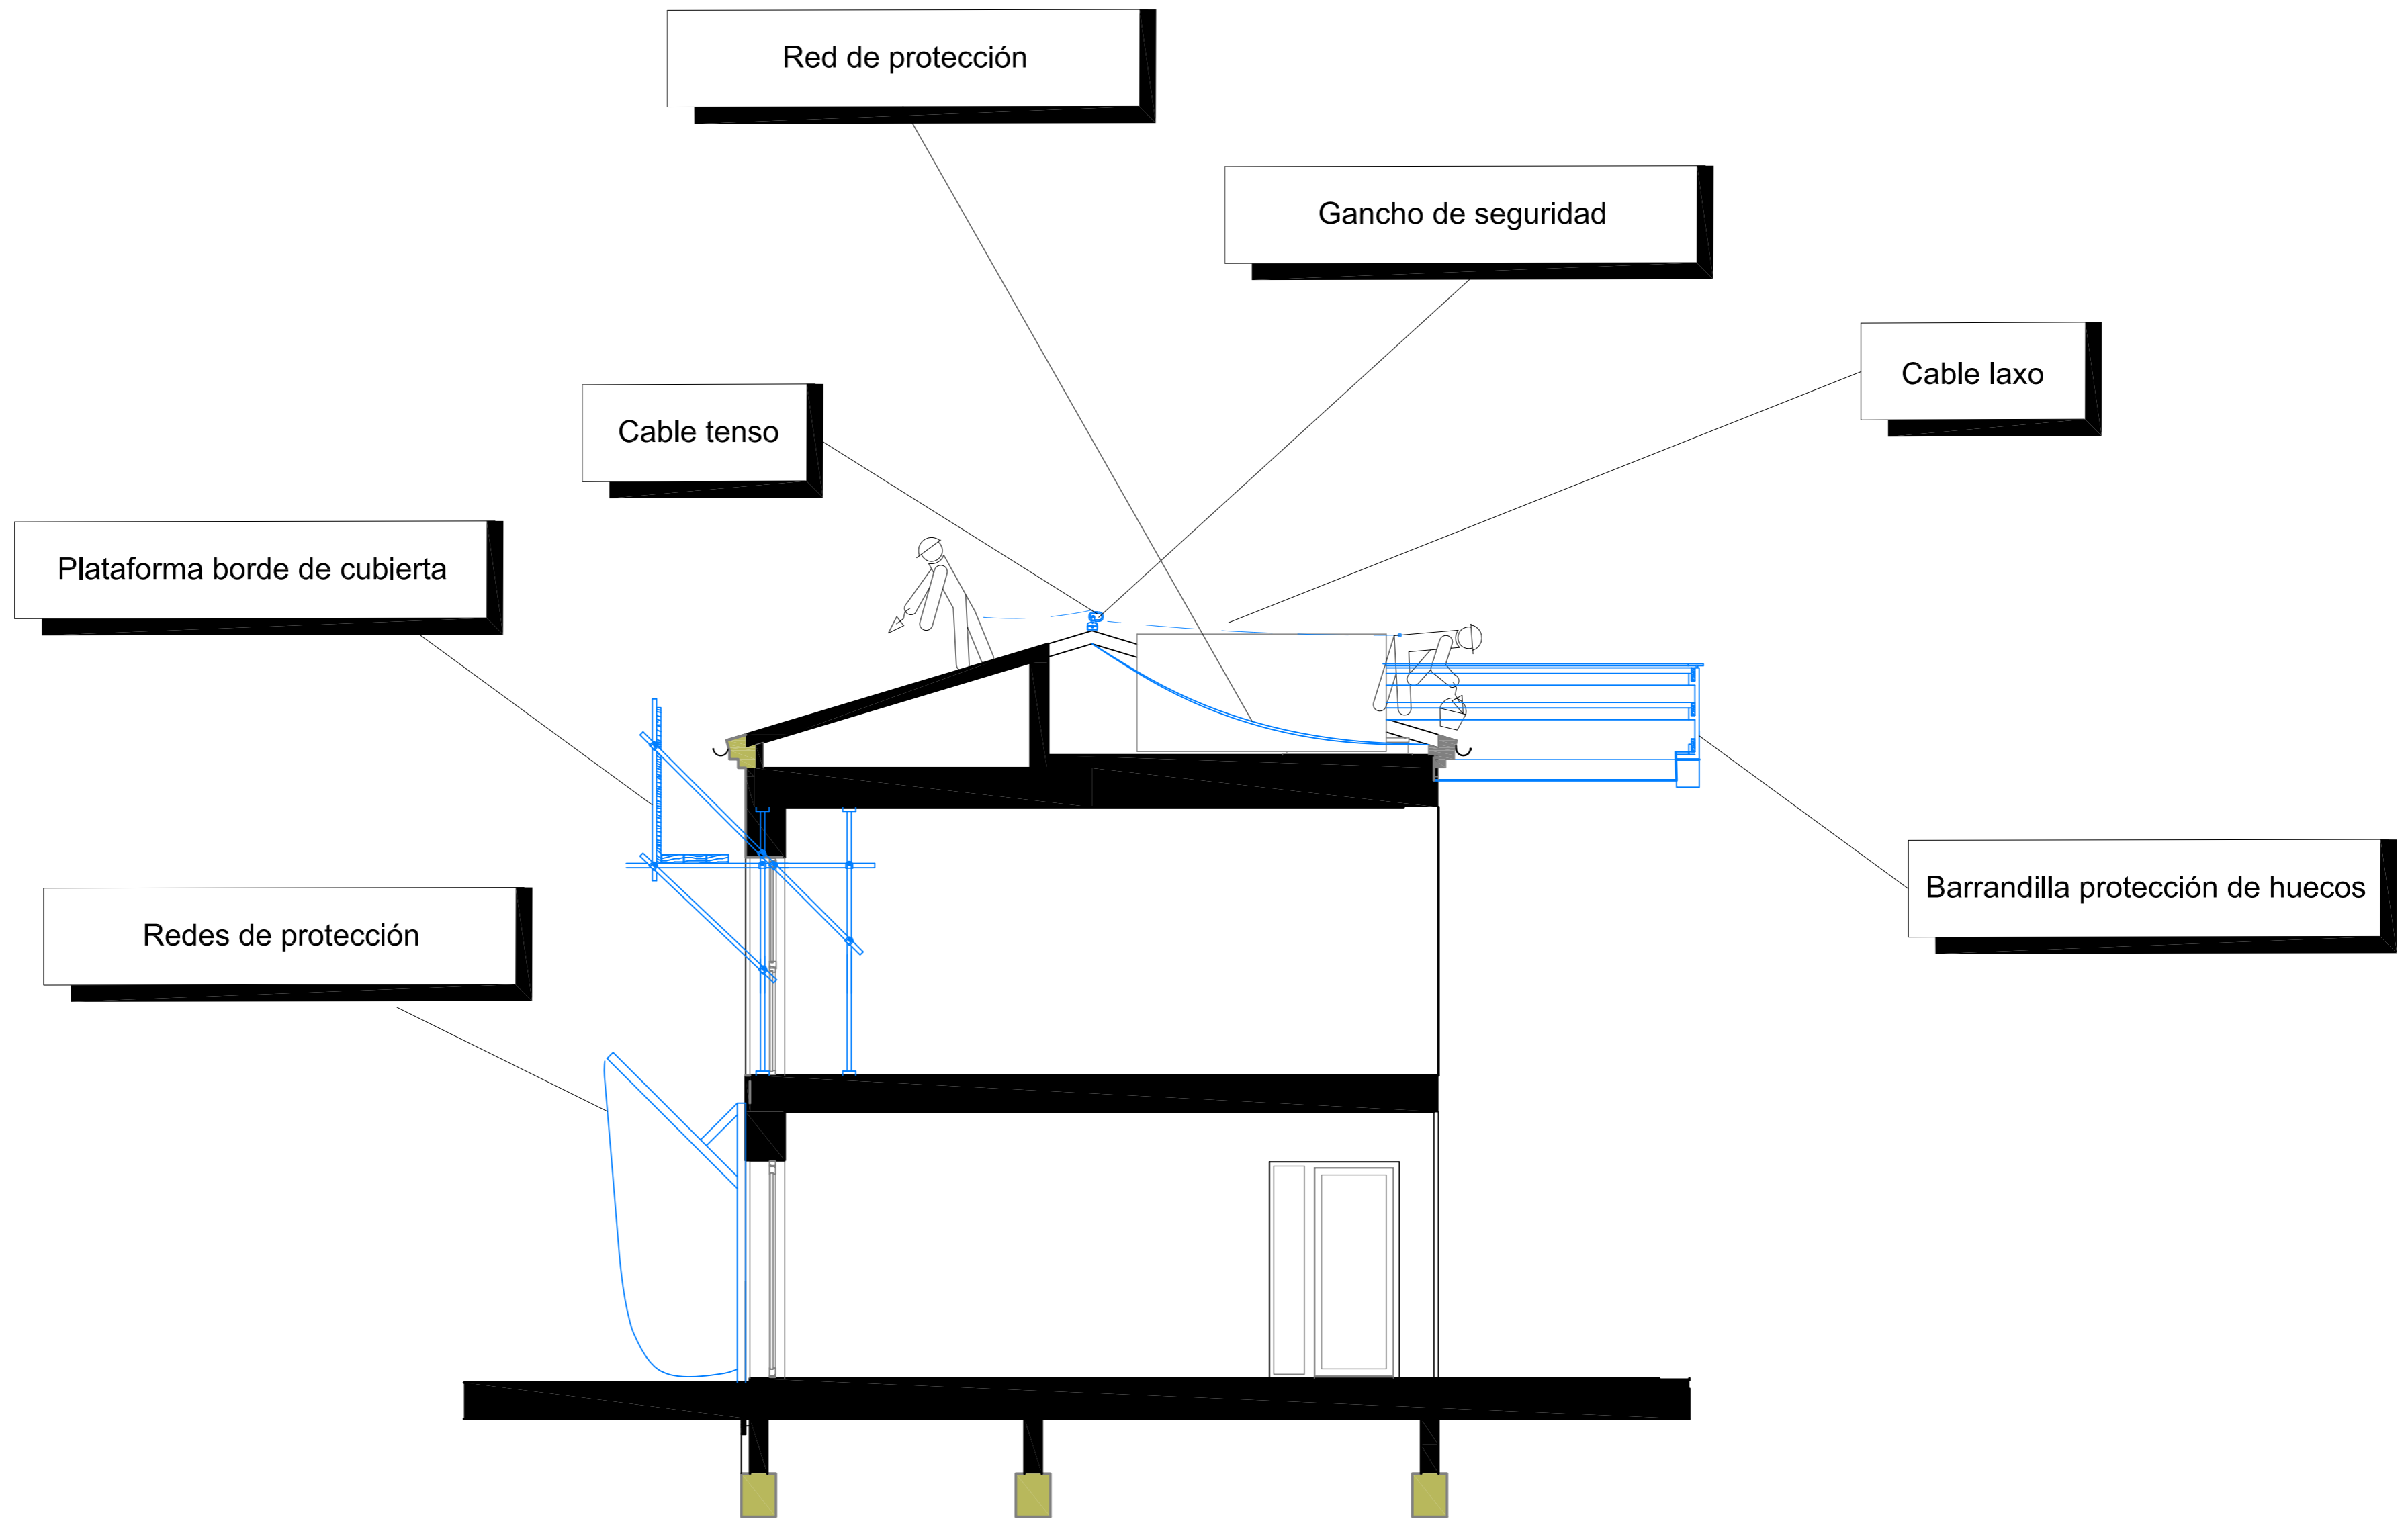 Red de protección
Gancho de seguridad
Cable laxo
Cable tenso
Plataforma borde de cubierta
Barrandilla protección de huecos
Redes de protección